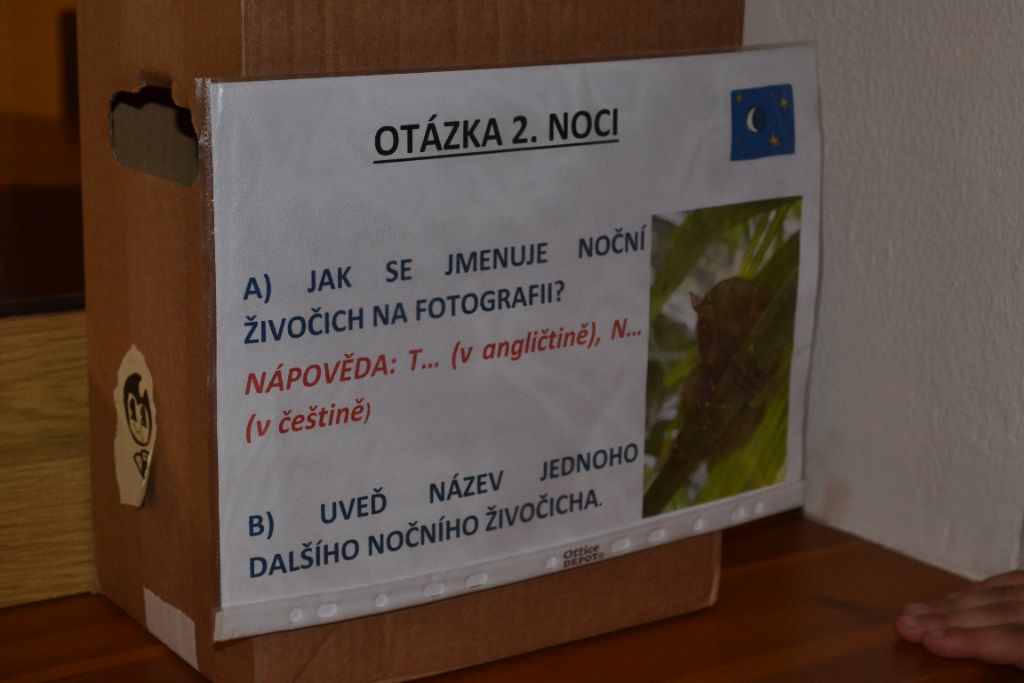 OTÁZKA 2. NOCI
A) JAK SE JMENUJE NOČNÍ
ŽIVOČICH NA FOTOGRAFII?
NÁPOVĚDA: T... (v angličtině), N...
(v češtině)
B) UVEĎ NÁZEV JEDNOHO
DALŠÍHO NOČNÍHO ŽIVOČICHA.
Office
DEPOT